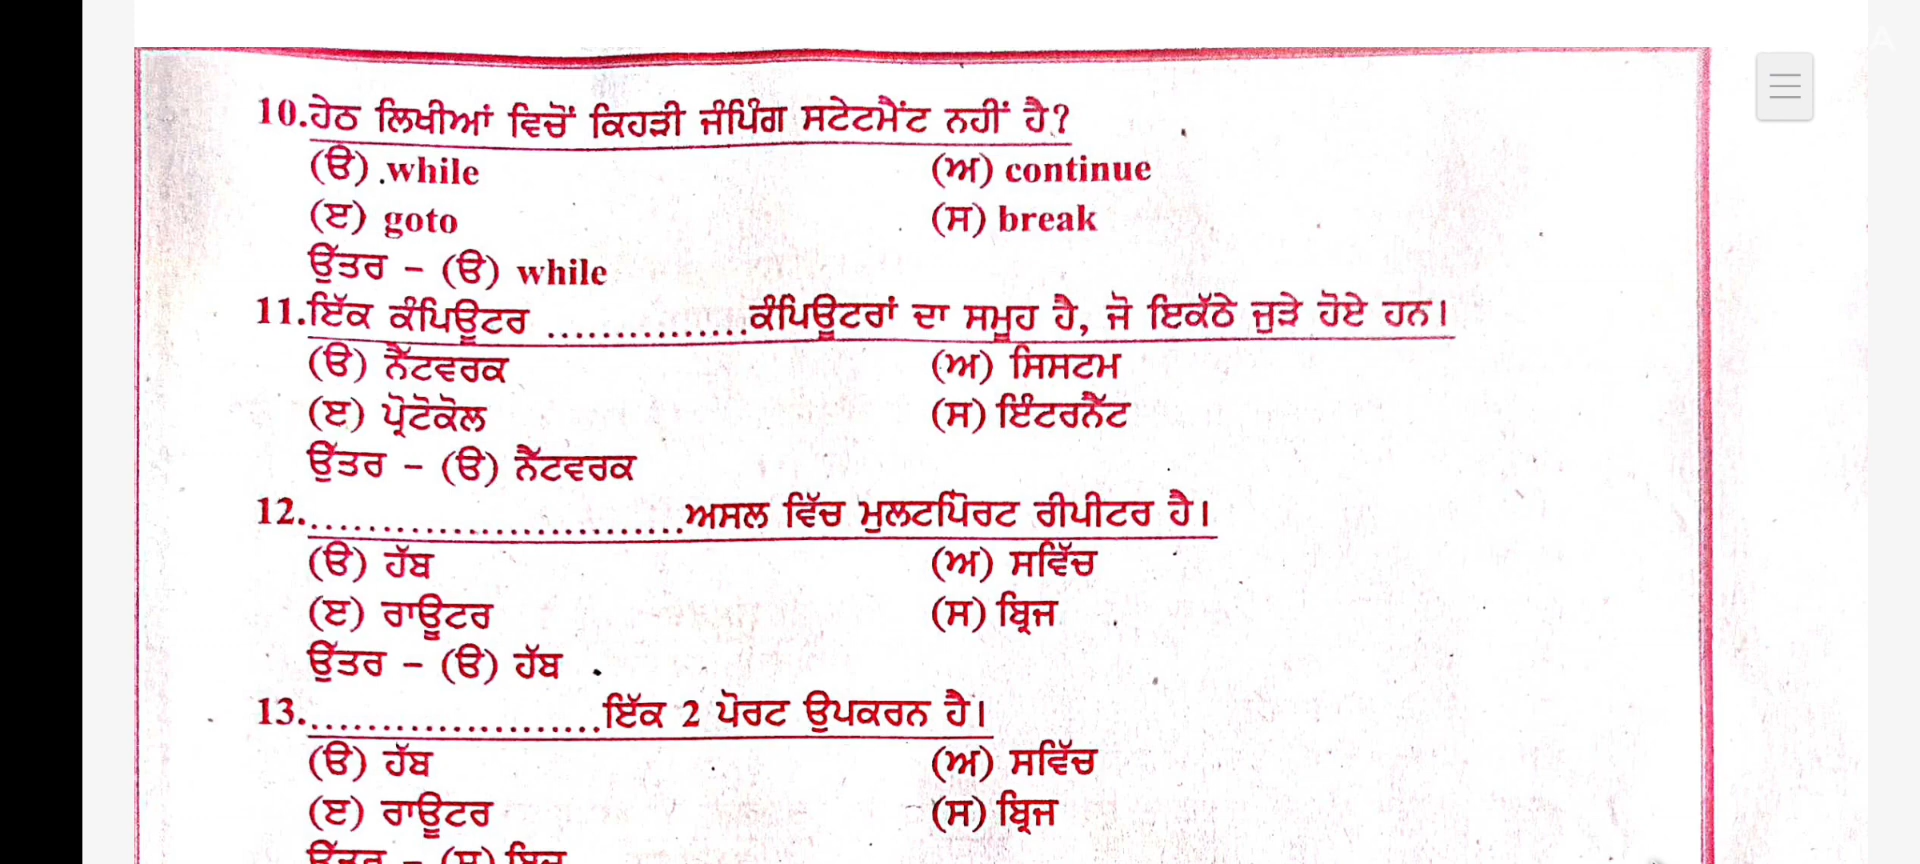 10.ਹੇਠ ਲਿਖੀਆਂ ਵਿਚੋਂ ਕਿਹੜੀ ਜੰਪਿੰਗ ਸਟੇਟਮੈਂਟ ਨਹੀਂ ਹੈ?
(ੳ) .while (ਅ) continue
(ੲ) goto (ਸ) break
ਉੱਤਰ – (ੳ) while
11.ਇੱਕ ਕੰਪਿਊਟਰ ...............ਕੰਪਿਊਟਰਾਂ ਦਾ ਸਮੂਹ ਹੈ, ਜੋ ਇਕੱਠੇ ਜੁੜੇ ਹੋਏ ਹਨ।
(ੳ) ਨੈੱਟਵਰਕ (ਅ) ਸਿਸਟਮ
(ੲ) ਪ੍ਰੋਟੋਕੋਲ (ਸ) ਇੰਟਰਨੈੱਟ
ਉੱਤਰ – (ੳ) ਨੈੱਟਵਰਕ
12...........................ਅਸਲ ਵਿੱਚ ਮੁਲਟਪਿੋਰਟ ਰੀਪੀਟਰ ਹੈ।
(ੳ) ਹੱਬ (ਅ) ਸਵਿੱਚ
(ੲ) ਰਾਊਟਰ (ਸ) ਬ੍ਰਿਜ
ਉੱਤਰ – (ੳ) ਹੱਬ
13......................ਇੱਕ 2 ਪੋਰਟ ਉਪਕਰਨ ਹੈ।
(ੳ) ਹੱਬ (ਅ) ਸਵਿੱਚ
(ੲ) ਰਾਊਟਰ (ਸ) ਬ੍ਰਿਜ
ਉੱਤਰ – (ਸ) ਬ੍ਰਿਜ